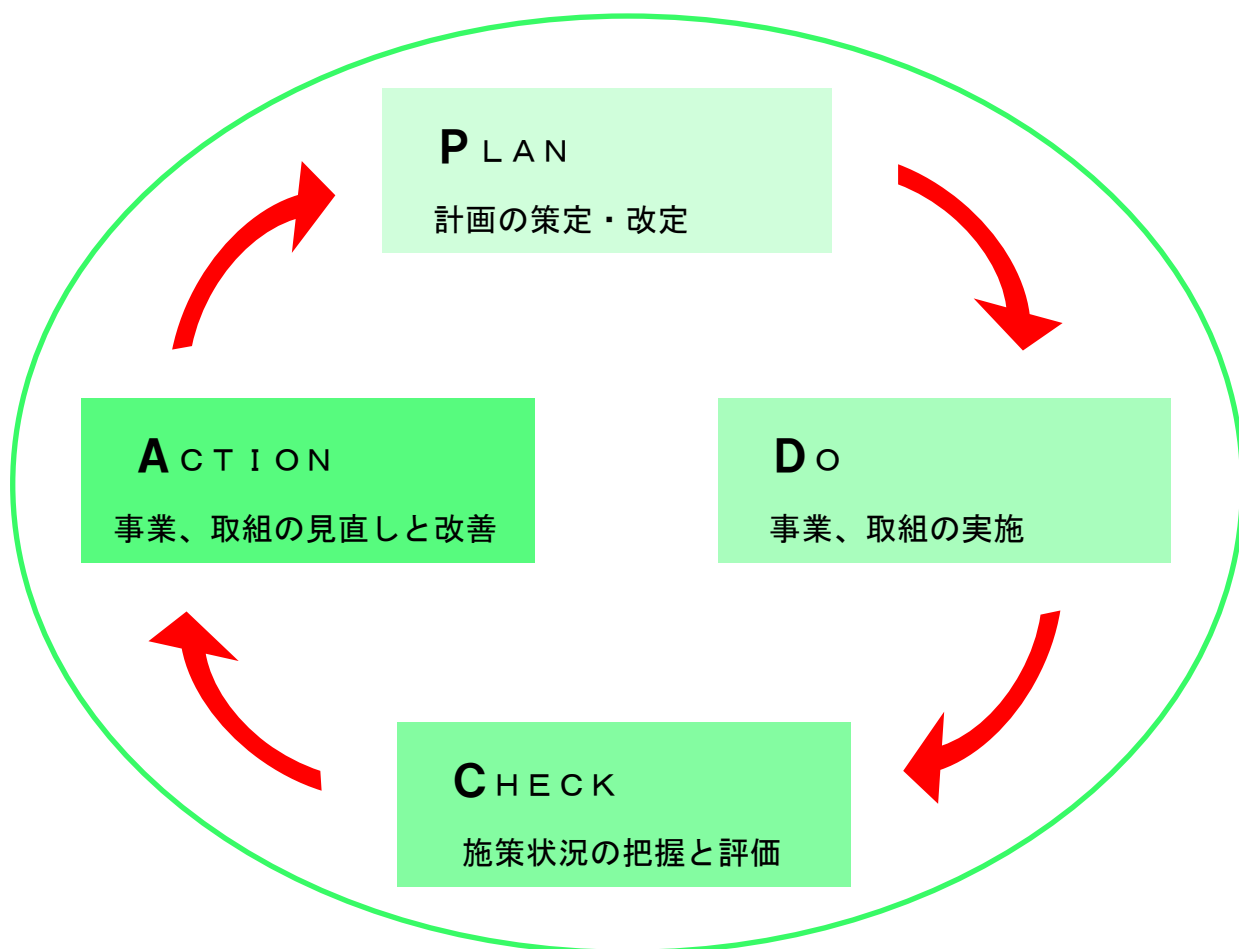 ＰＬＡＮ
計画の策定・改定
ＡＣＴＩＯＮ
事業、取組の見直しと改善
ＤＯ
事業、取組の実施
ＣＨＥＣＫ
施策状況の把握と評価